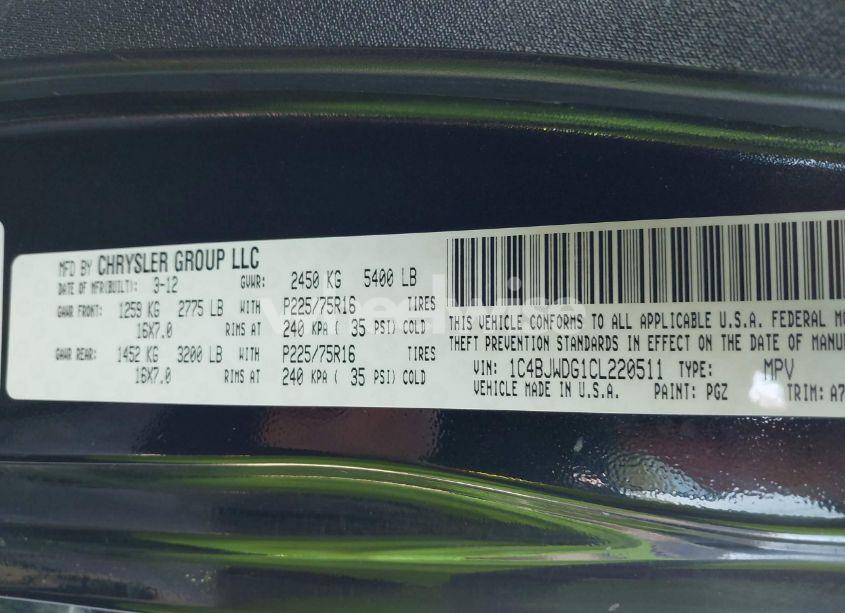 MFD BY CHRYSLER GROUP LLC
DATE OF MFR(BUILT): 3-12 GVWR: 2450 KG 5400 LB
GAWR FRONT: 1259 KG 2775 LB WITH P225/75R16 TIRES
16X7.0 RIMS AT 240 KPA ( 35 PSI) COLD
GAWR REAR: 1452 KG 3200 LB WITH P225/75R16 TIRES
16X7.0 RIMS AT 240 KPA ( 35 PSI) COLD
THIS VEHICLE CONFORMS TO ALL APPLICABLE U.S.A. FEDERAL MO
THEFT PREVENTION STANDARDS IN EFFECT ON THE DATE OF MANU
VIN: 1C4BJWDG1CL220511 TYPE: MPV
VEHICLE MADE IN U.S.A. PAINT: PGZ TRIM: A7